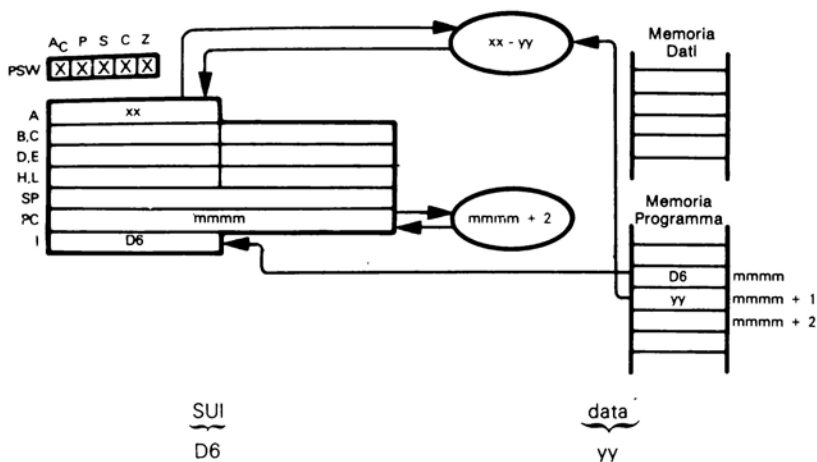 A_C P S C Z
PSW X X X X X
A xx
B,C
D,E
H,L
SP
PC mmmm
I D6
xx - yy
mmmm + 2
Memoria
Dati
Memoria
Programma
D6 mmmm
yy mmmm + 1
mmmm + 2
SUI data
D6 yy